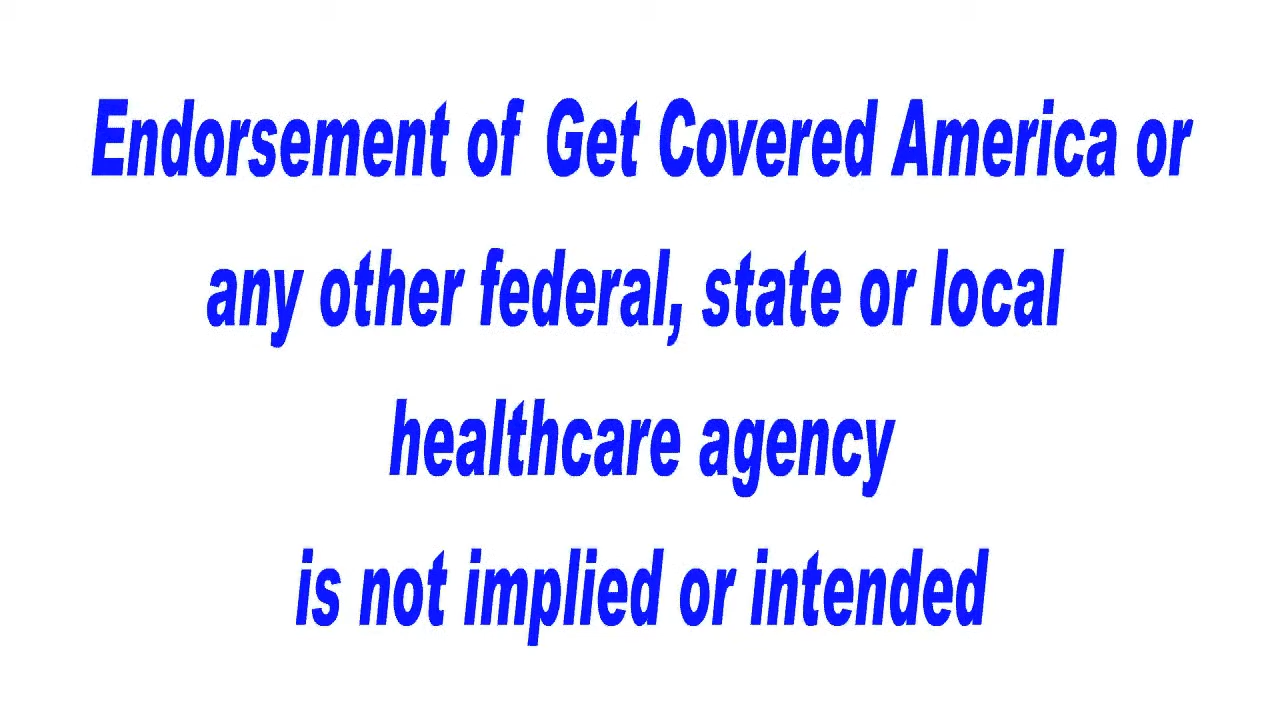 Endorsement of Get Covered America or
any other federal, state or local
healthcare agency
is not implied or intended